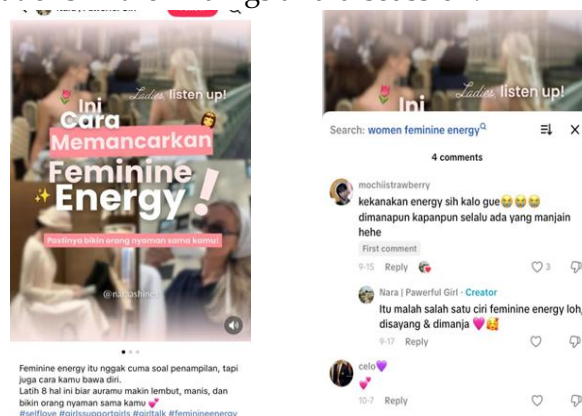 Ladies, listen up!
Ini
Cara
Memancarkan
Feminine
Energy!
Pastinya bikin orang nyaman sama kamu!
@narrashines
Feminine energy itu nggak cuma soal penampilan, tapi
juga cara kamu bawa diri.
Latih 8 hal ini biar auramu makin lembut, manis, dan
bikin orang nyaman sama kamu 💕
#selflove #girlssupportgirls #girltalk #feminineenergy
Ladies, listen up!
Ini
Search: women feminine energy
4 comments
mochiistrawberry
kekanakan energy sih kalo gue😭😭😭
dimanapun kapanpun selalu ada yang manjain
hehe
First comment
9-15 Reply
3
Nara | Pawerful Girl · Creator
Itu malah salah satu ciri feminine energy loh,
disayang & dimanja 💗🥰
9-17 Reply
celo💜
💕
10-7 Reply